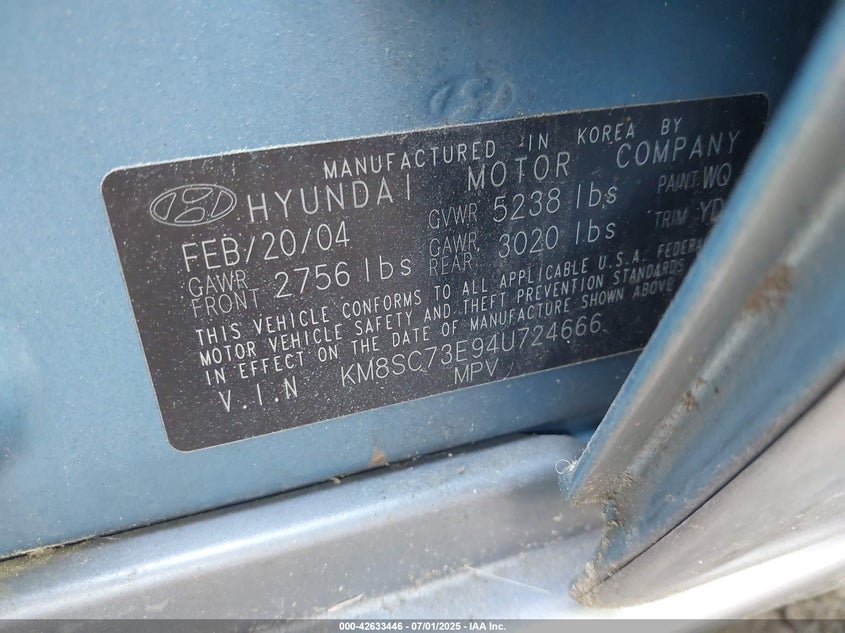 MANUFACTURED IN KOREA BY
HYUNDAI MOTOR COMPANY
FEB/20/04 GVWR 5238 lbs PAINT WQ
GAWR FRONT 2756 lbs GAWR REAR 3020 lbs TRIM YD
THIS VEHICLE CONFORMS TO ALL APPLICABLE U.S.A. FEDERAL
MOTOR VEHICLE SAFETY AND THEFT PREVENTION STANDARDS
IN EFFECT ON THE DATE OF MANUFACTURE SHOWN ABOVE
V.I.N KM8SC73E94U724666
MPV
000-42633446 - 07/01/2025 - IAA Inc.